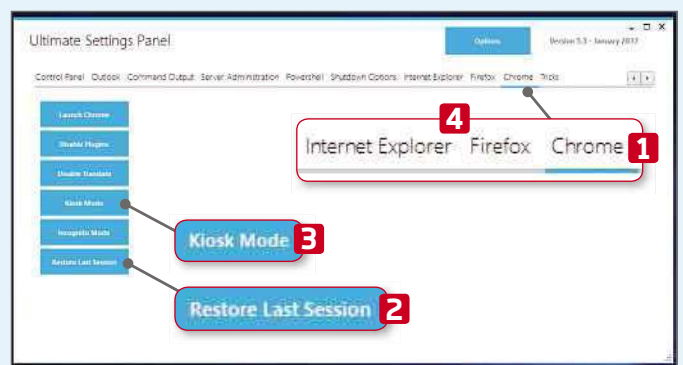 Ultimate Settings Panel
Options
Version 5.3 - January 2017
Control Panel Outlook Command Output Server Administration Powershell Shutdown Options Internet Explorer Firefox Chrome Tricks
Launch Chrome
Disable Plugins
Disable Translate
Kiosk Mode
Incognito Mode
Restore Last Session
4
Internet Explorer Firefox Chrome 1
Kiosk Mode 3
Restore Last Session 2